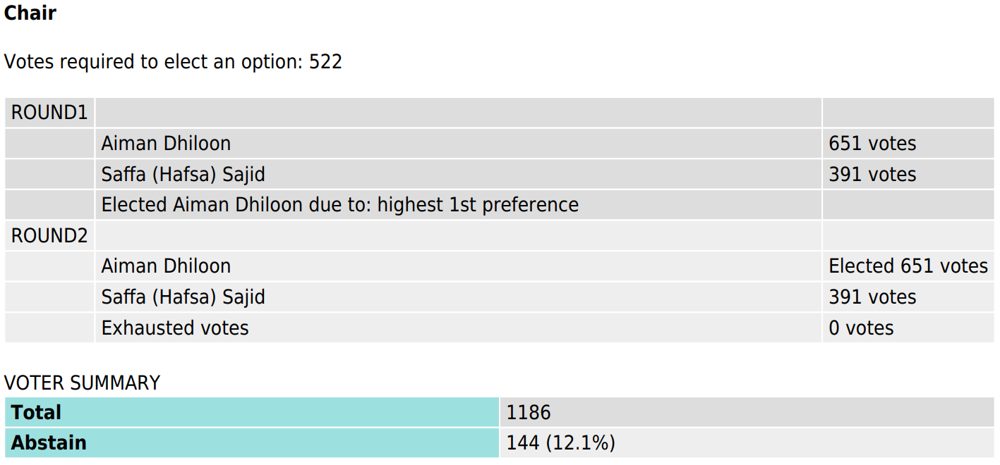 Chair
Votes required to elect an option: 522
ROUND1
Aiman Dhiloon 651 votes
Saffa (Hafsa) Sajid 391 votes
Elected Aiman Dhiloon due to: highest 1st preference
ROUND2
Aiman Dhiloon Elected 651 votes
Saffa (Hafsa) Sajid 391 votes
Exhausted votes 0 votes
VOTER SUMMARY
Total 1186
Abstain 144 (12.1%)